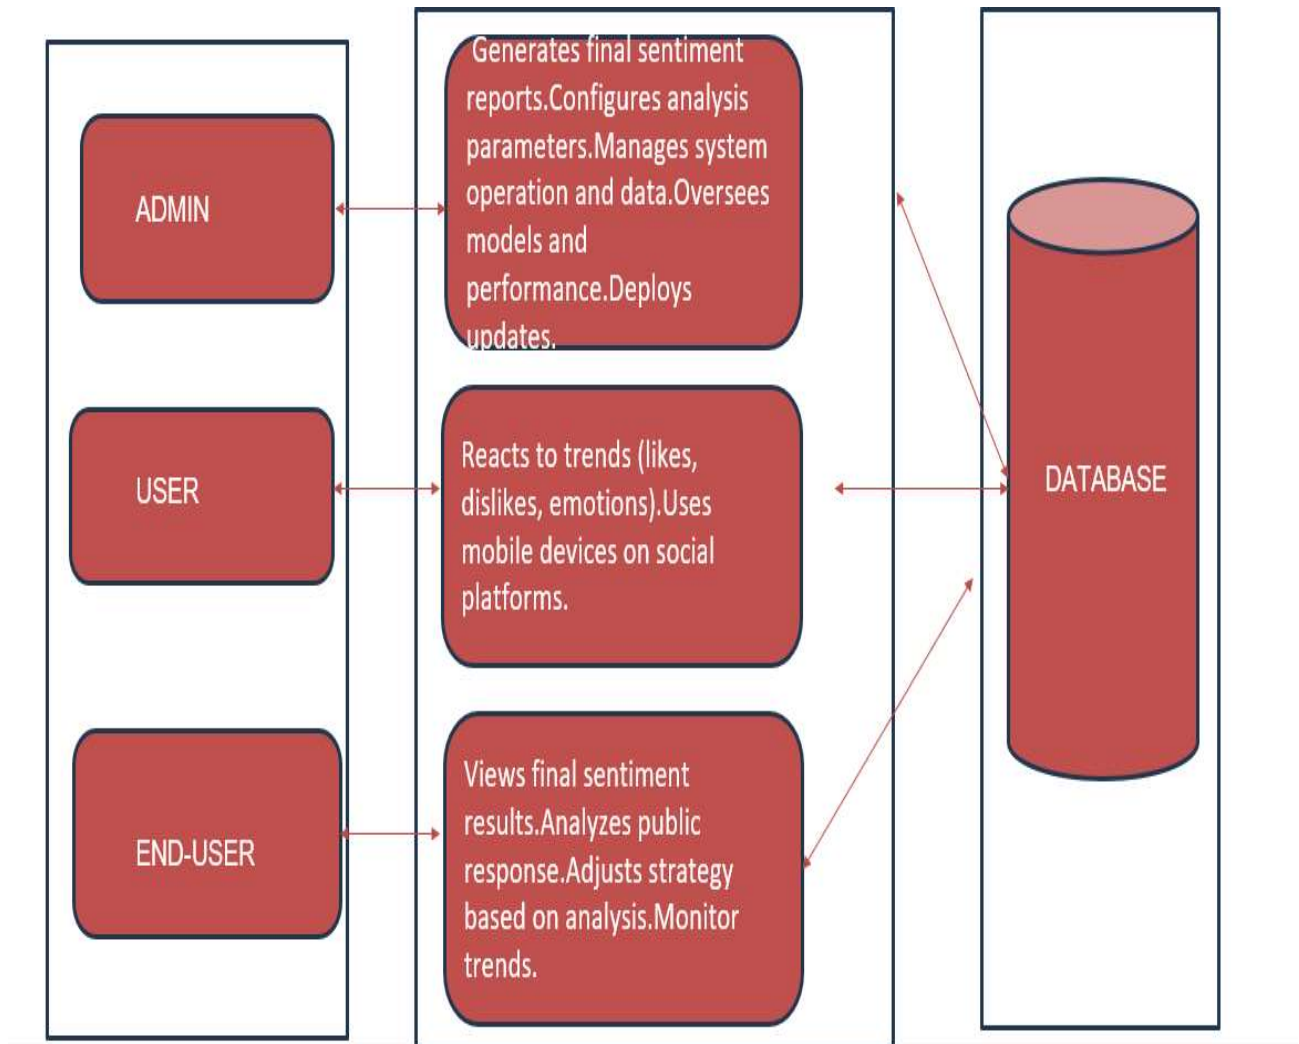 ADMIN
Generates final sentiment
reports.Configures analysis
parameters.Manages system
operation and data.Oversees
models and
performance.Deploys
updates.
USER
Reacts to trends (likes,
dislikes, emotions).Uses
mobile devices on social
platforms.
END-USER
Views final sentiment
results.Analyzes public
response.Adjusts strategy
based on analysis.Monitor
trends.
DATABASE